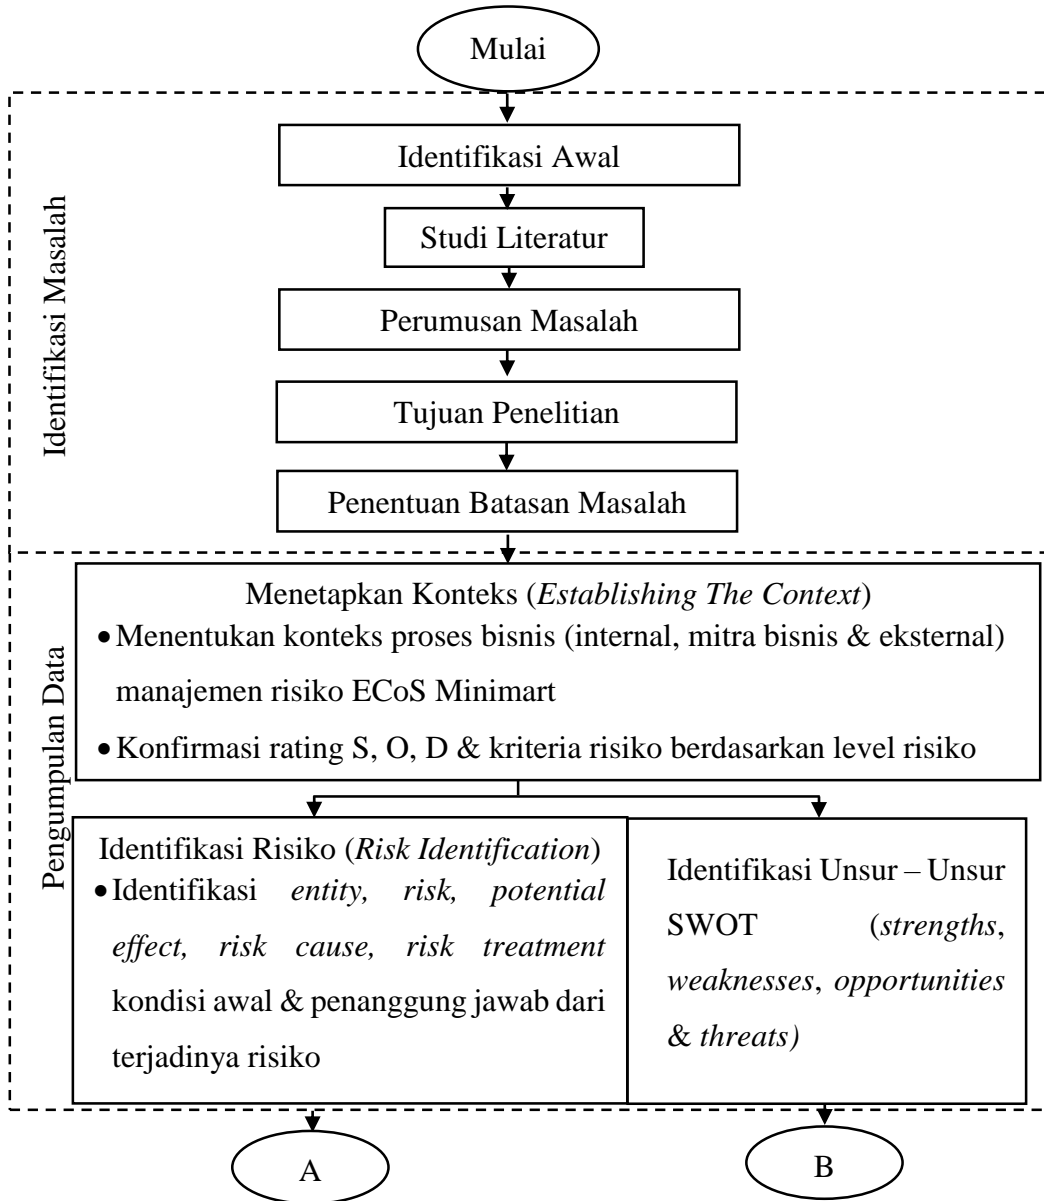 Mulai
Identifikasi Masalah
Identifikasi Awal
Studi Literatur
Perumusan Masalah
Tujuan Penelitian
Penentuan Batasan Masalah
Pengumpulan Data
Menetapkan Konteks (Establishing The Context)
• Menentukan konteks proses bisnis (internal, mitra bisnis & eksternal)
manajemen risiko ECoS Minimart
• Konfirmasi rating S, O, D & kriteria risiko berdasarkan level risiko
Identifikasi Risiko (Risk Identification)
• Identifikasi entity, risk, potential
effect, risk cause, risk treatment
kondisi awal & penanggung jawab dari
terjadinya risiko
Identifikasi Unsur – Unsur
SWOT (strengths,
weaknesses, opportunities
& threats)
A
B